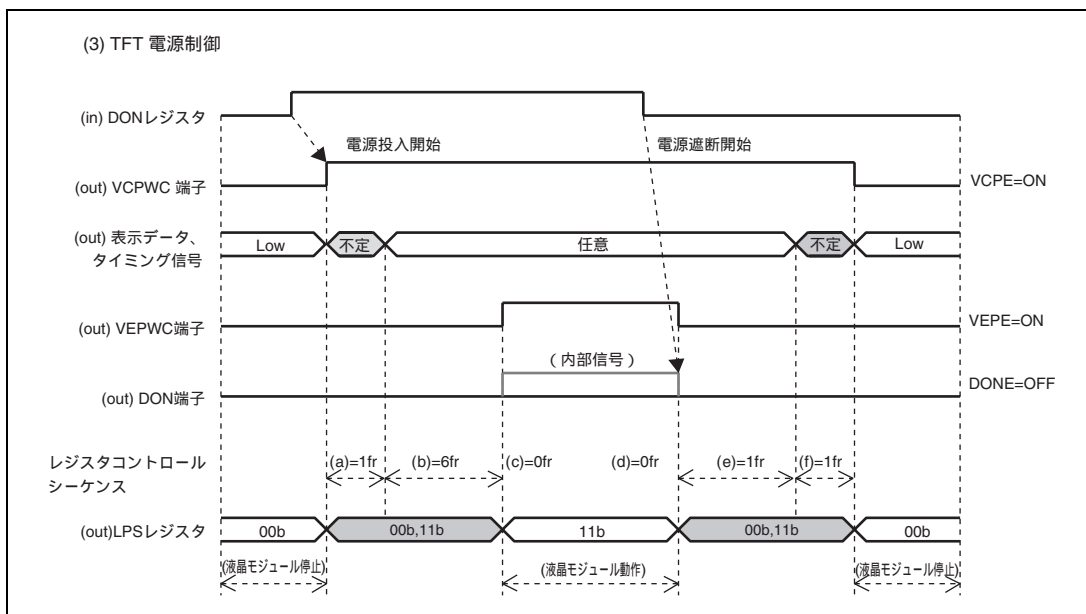 (3) TFT 電源制御
(in) DONレジスタ
電源投入開始
電源遮断開始
(out) VCPWC 端子
VCPE=ON
(out) 表示データ、
タイミング信号
Low
不定
任意
不定
Low
(out) VEPWC端子
VEPE=ON
(内部信号)
(out) DON端子
DONE=OFF
レジスタコントロール
シーケンス
(a)=1fr
(b)=6fr
(c)=0fr
(d)=0fr
(e)=1fr
(f)=1fr
(out)LPSレジスタ
00b
00b,11b
11b
00b,11b
00b
(液晶モジュール停止)
(液晶モジュール動作)
(液晶モジュール停止)